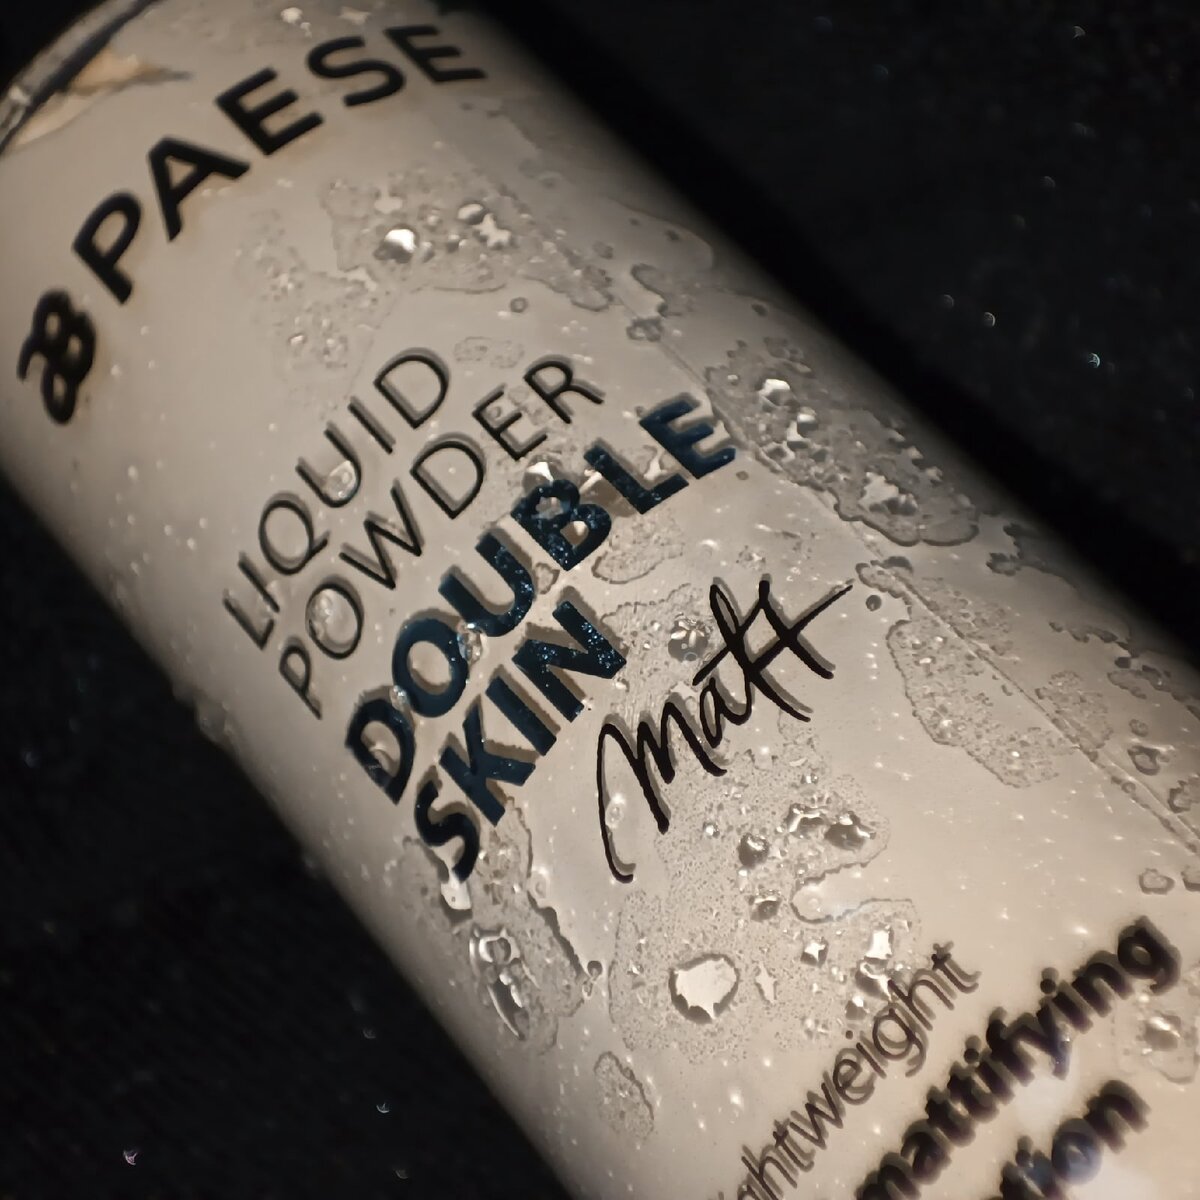 PAESE
LIQUID
POWDER
DOUBLE
SKIN
Matt
mattifying